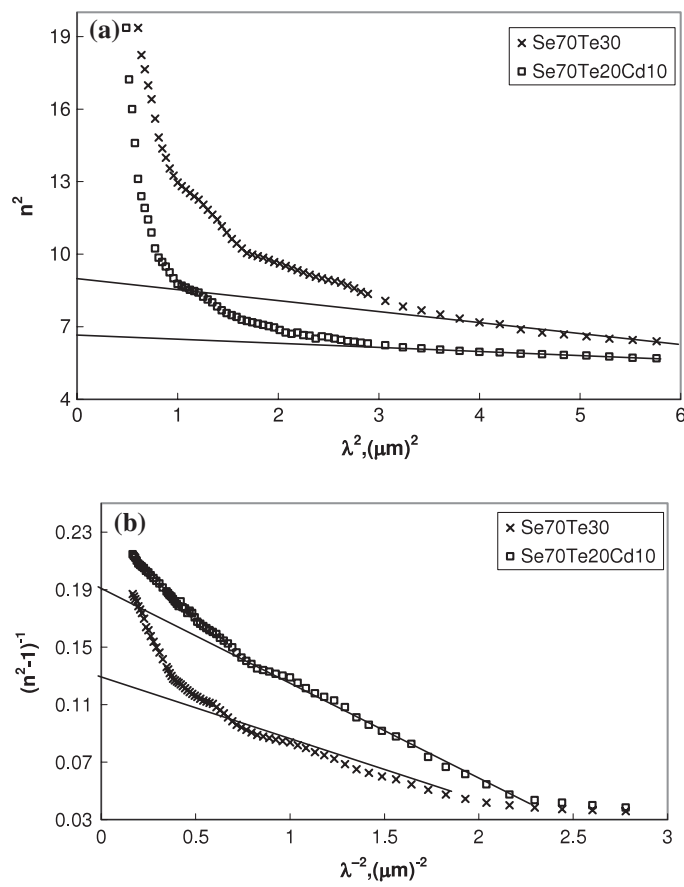 (a)
19
16
13
10
7
4
n²
× Se70Te30
□ Se70Te20Cd10
0 1 2 3 4 5 6
λ²,(μm)²
(b)
0.23
0.19
0.15
0.11
0.07
0.03
(n²-1)⁻¹
× Se70Te30
□ Se70Te20Cd10
0 0.5 1 1.5 2 2.5 3
λ⁻²,(μm)⁻²